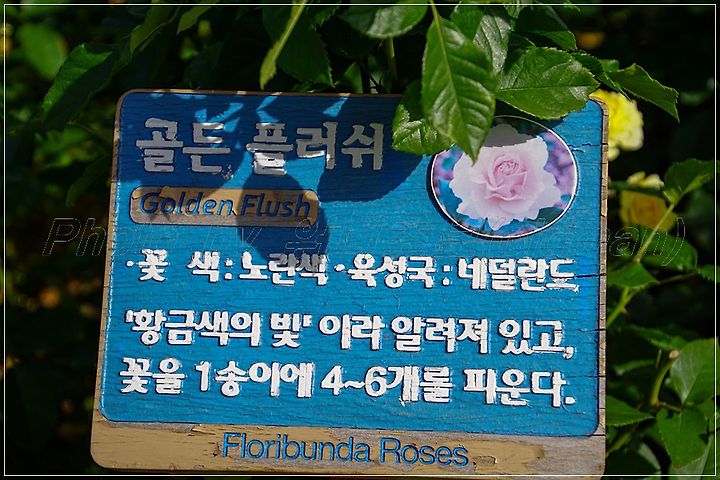 골든 플러쉬
Golden Flush
·꽃 색:노란색·육성국:네덜란드
'황금색의 빛' 이라 알려져 있고,
꽃을 1송이에 4~6개를 피운다.
Floribunda Roses